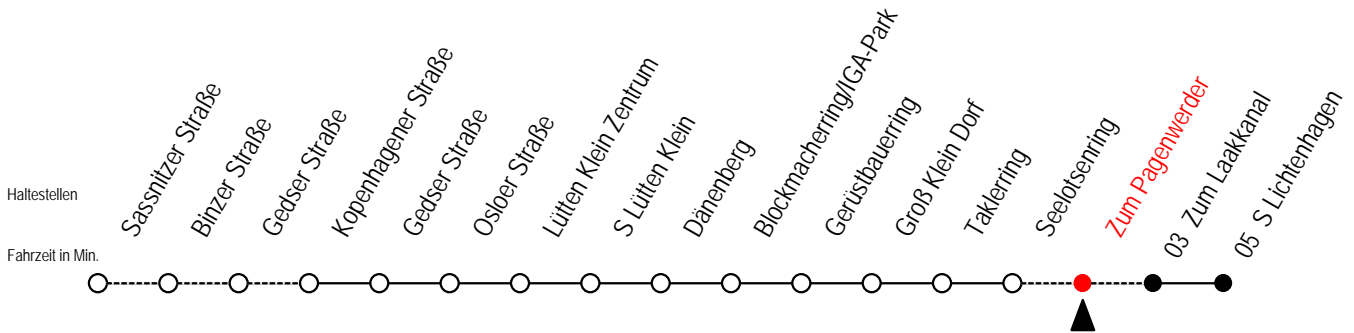 Haltestellen
Fahrzeit in Min.
Sassnitzer Straße
Binzer Straße
Gedser Straße
Kopenhagener Straße
Gedser Straße
Osloer Straße
Lütten Klein Zentrum
S Lütten Klein
Dänenberg
Blockmacherring/IGA-Park
Gerüstbauerring
Groß Klein Dorf
Taklerring
Seelotsenring
Zum Pagenwerder
03 Zum Laakkanal
05 S Lichtenhagen